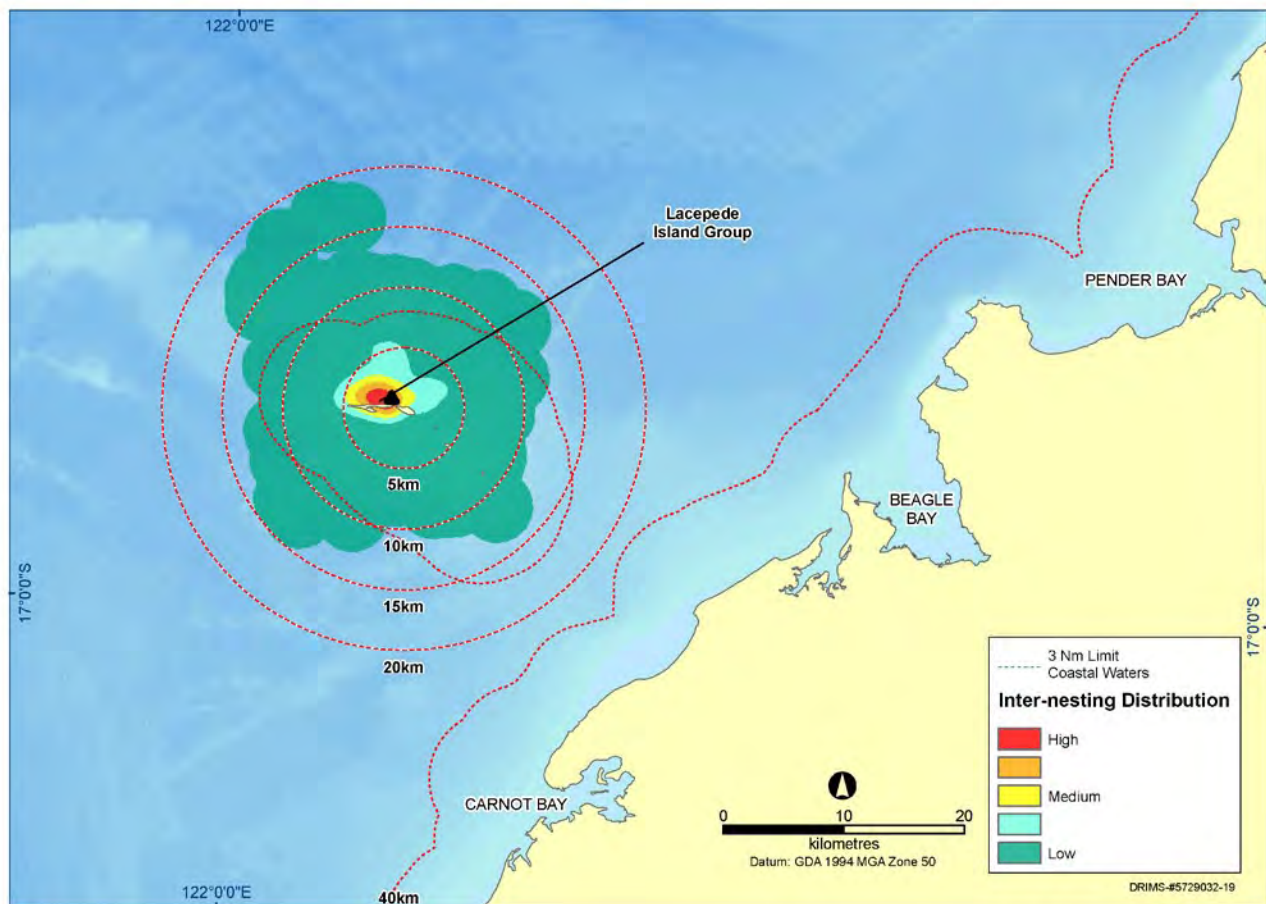 122°0'0"E
Lacepede
Island Group
PENDER BAY
5km
BEAGLE
BAY
10km
17°0'0"S
15km
17°0'0"S
20km
3 Nm Limit
Coastal Waters
Inter-nesting Distribution
High
Medium
Low
CARNOT BAY
0 10 20
kilometres
Datum: GDA 1994 MGA Zone 50
122°0'0"E
40km
DRIMS-#5729032-19